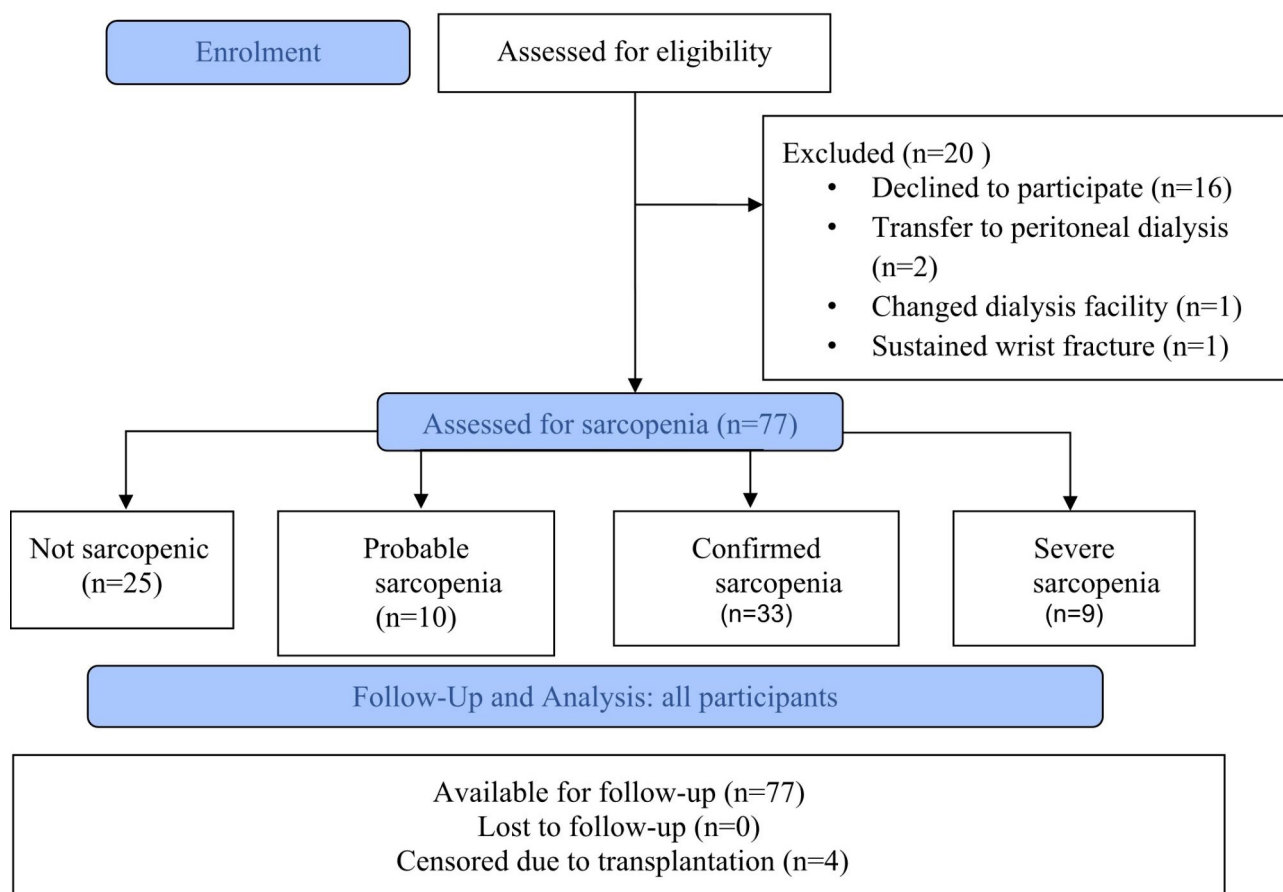 Enrolment
Assessed for eligibility
Excluded (n=20 )
• Declined to participate (n=16)
• Transfer to peritoneal dialysis
(n=2)
• Changed dialysis facility (n=1)
• Sustained wrist fracture (n=1)
Assessed for sarcopenia (n=77)
Not sarcopenic
(n=25)
Probable
sarcopenia
(n=10)
Confirmed
sarcopenia
(n=33)
Severe
sarcopenia
(n=9)
Follow-Up and Analysis: all participants
Available for follow-up (n=77)
Lost to follow-up (n=0)
Censored due to transplantation (n=4)